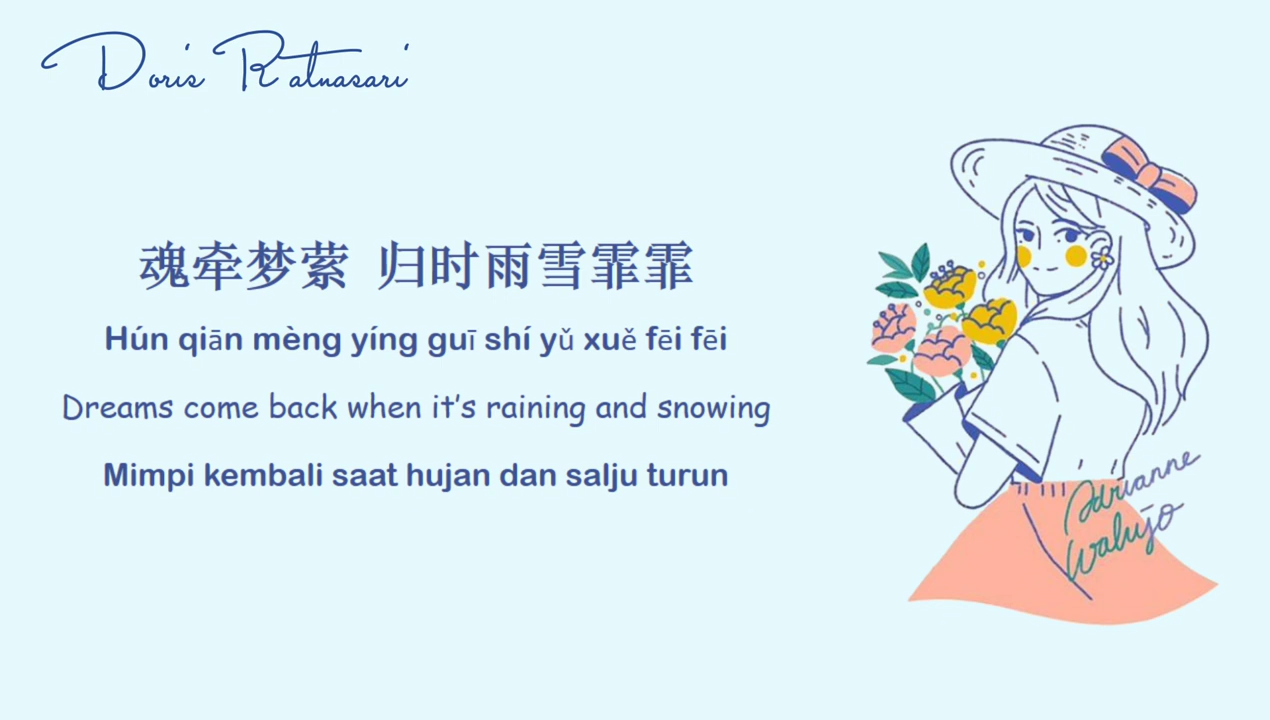 Doris Ratnasari
魂牵梦萦 归时雨雪霏霏
Hún qiān mèng yíng guī shí yǔ xuě fēi fēi
Dreams come back when it's raining and snowing
Mimpi kembali saat hujan dan salju turun
Adrianne
Walujo